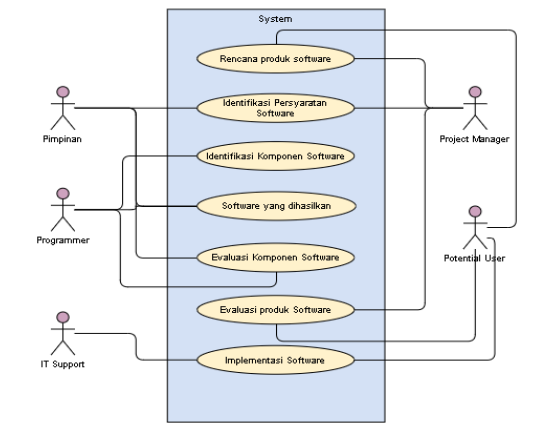 System
Rencana produk software
Identifikasi Persyaratan
Software
Pimpinan
Project Manager
Identifikasi Komponen Software
Software yang dihasilkan
Programmer
Evaluasi Komponen Software
Potential User
Evaluasi produk Software
Implementasi Software
IT Support